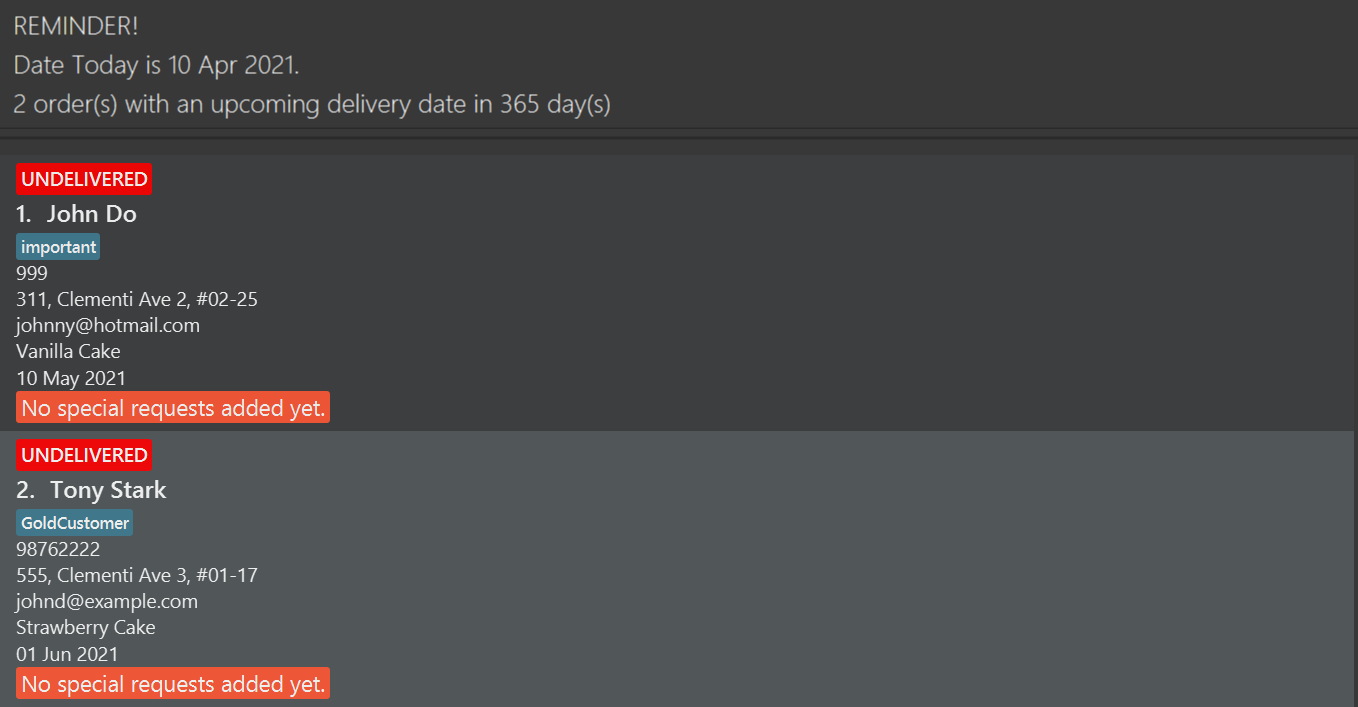 REMINDER!
Date Today is 10 Apr 2021.
2 order(s) with an upcoming delivery date in 365 day(s)
UNDELIVERED
1. John Do
important
999
311, Clementi Ave 2, #02-25
johnny@hotmail.com
Vanilla Cake
10 May 2021
No special requests added yet.
UNDELIVERED
2. Tony Stark
GoldCustomer
98762222
555, Clementi Ave 3, #01-17
johnd@example.com
Strawberry Cake
01 Jun 2021
No special requests added yet.